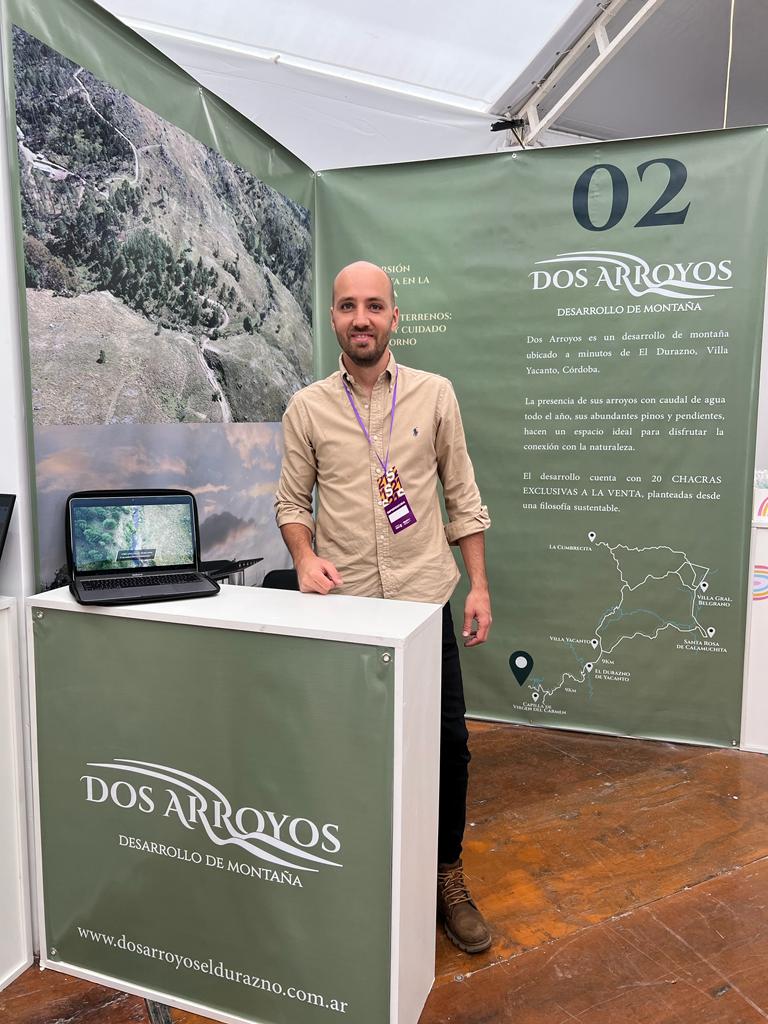 02
DOS ARROYOS
DESARROLLO DE MONTAÑA
Dos Arroyos es un desarrollo de montaña
ubicado a minutos de El Durazno, Villa
Yacanto, Córdoba.
La presencia de sus arroyos con caudal de agua
todo el año, sus abundantes pinos y pendientes,
hacen un espacio ideal para disfrutar la
conexión con la naturaleza.
El desarrollo cuenta con 20 CHACRAS
EXCLUSIVAS A LA VENTA, planteadas desde
una filosofía sustentable.
EN LA
TERRENOS:
CUIDADO
LA CUMBRECITA
VILLA GRAL.
BELGRANO
SANTA ROSA
DE CALAMUCHITA
VILLA YACANTO
9KM
EL DURAZNO
DE YACANTO
9KM
CAPILLA DE
VIRGEN DEL CARMEN
DOS ARROYOS
DESARROLLO DE MONTAÑA
www.dosarroyoseldurazno.com.ar